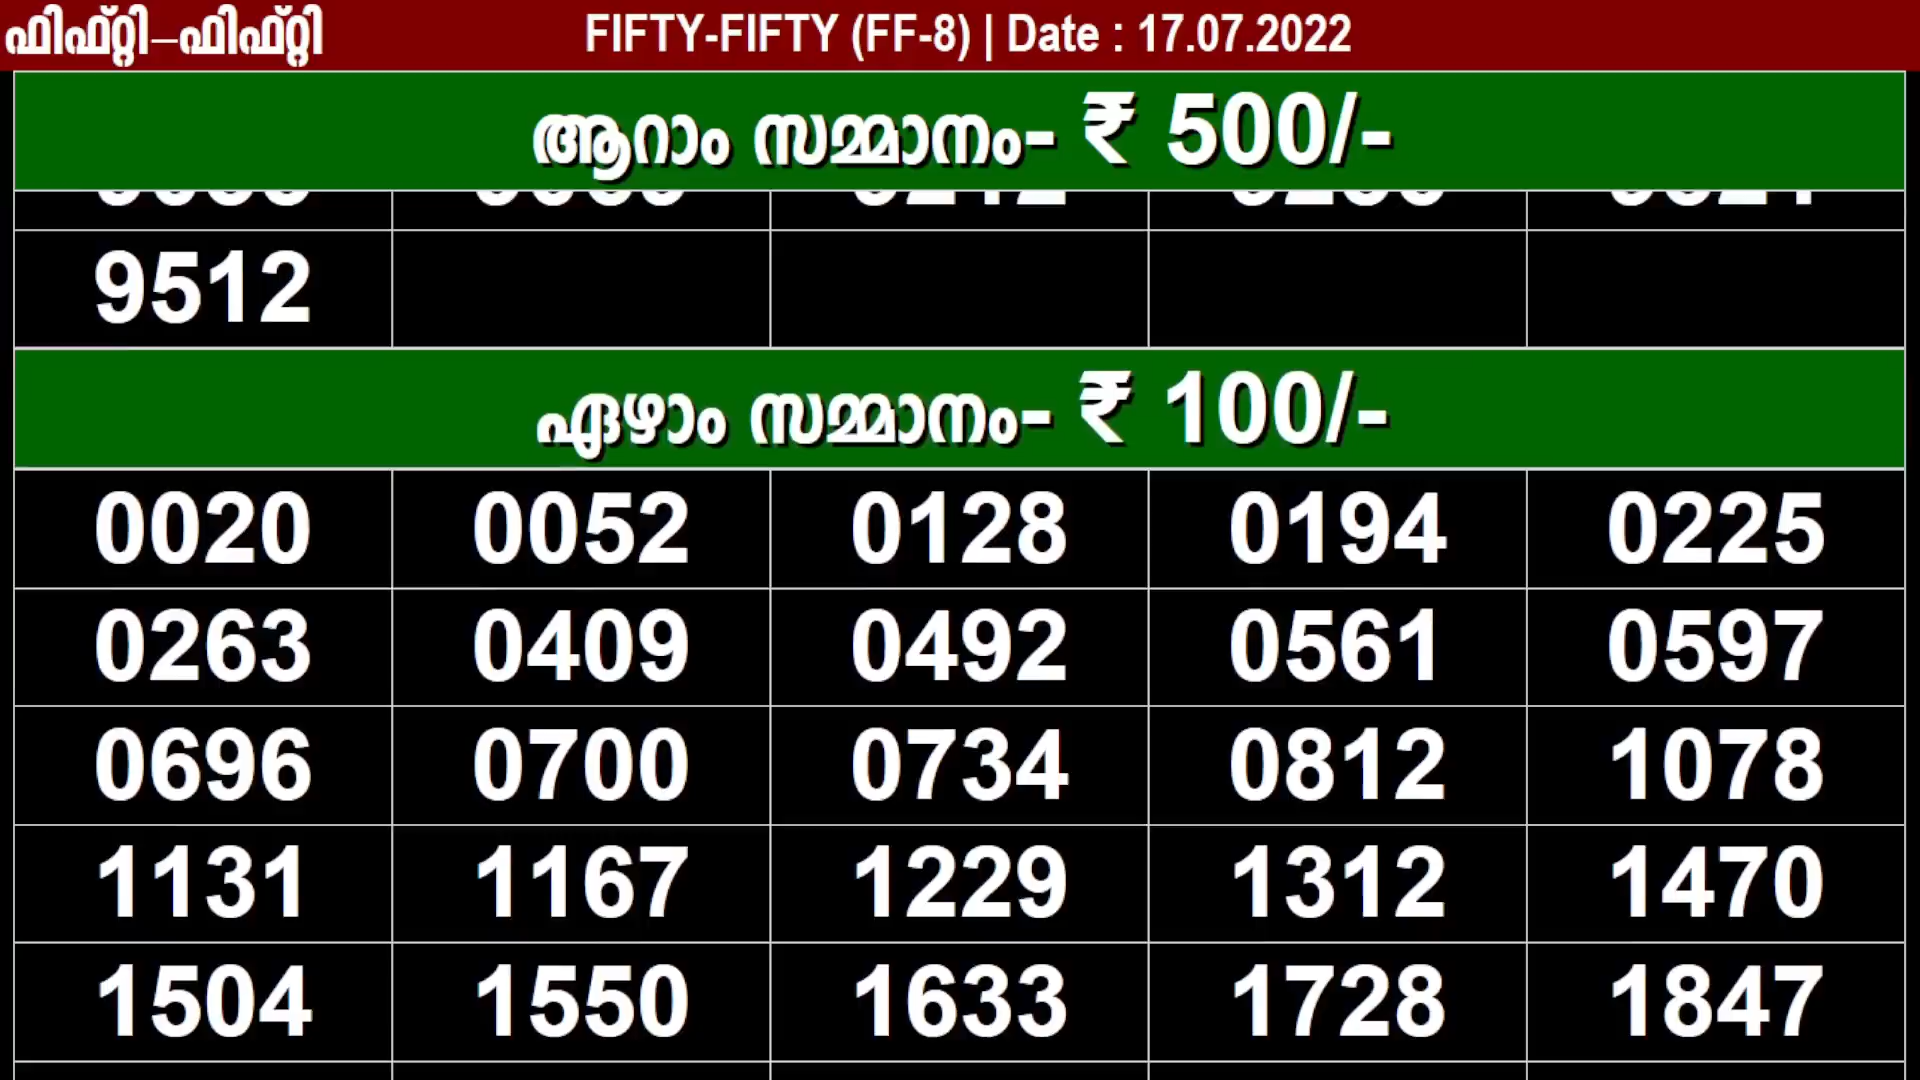 ഫിഫ്റ്റി–ഫിഫ്റ്റി FIFTY-FIFTY (FF-8) | Date : 17.07.2022
ആറാം സമ്മാനം- ₹ 500/-
9512
ഏഴാം സമ്മാനം- ₹ 100/-
0020 0052 0128 0194 0225
0263 0409 0492 0561 0597
0696 0700 0734 0812 1078
1131 1167 1229 1312 1470
1504 1550 1633 1728 1847